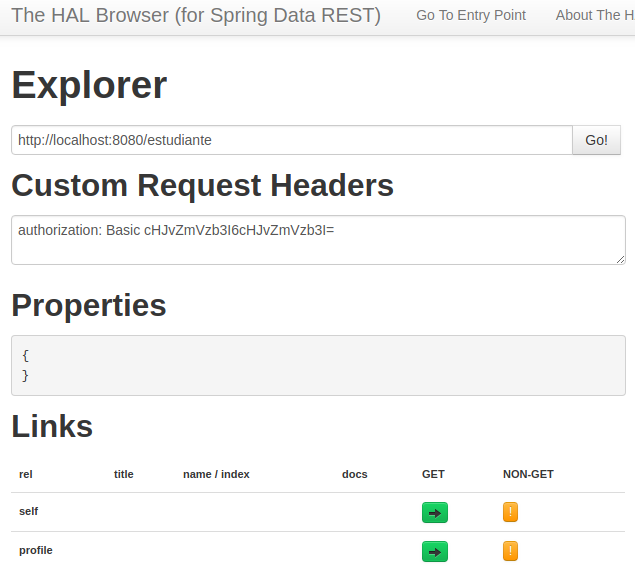 The HAL Browser (for Spring Data REST) Go To Entry Point About The H
Explorer
http://localhost:8080/estudiante Go!
Custom Request Headers
authorization: Basic cHJvZmVzb3I6cHJvZmVzb3I=
Properties
{
}
Links
rel title name / index docs GET NON-GET
self !
profile !